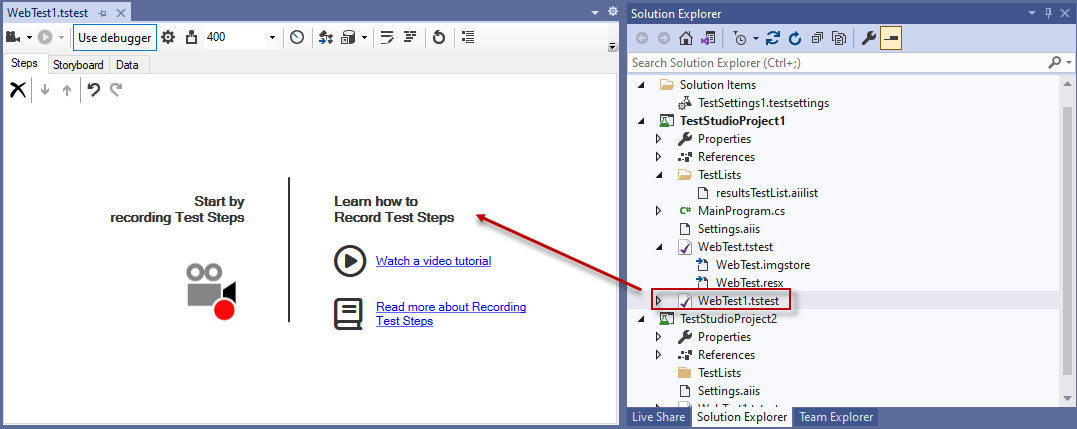 WebTest1.tstest
Use debugger
400
Steps Storyboard Data
Start by
recording Test Steps
Learn how to
Record Test Steps
Watch a video tutorial
Read more about Recording
Test Steps
Solution Explorer
Search Solution Explorer (Ctrl+;)
Solution Items
TestSettings1.testsettings
TestStudioProject1
Properties
References
TestLists
resultsTestList.aiilist
C# MainProgram.cs
Settings.aiis
WebTest.tstest
WebTest.imgstore
WebTest.resx
WebTest1.tstest
TestStudioProject2
Properties
References
TestLists
Settings.aiis
Live Share Solution Explorer Team Explorer